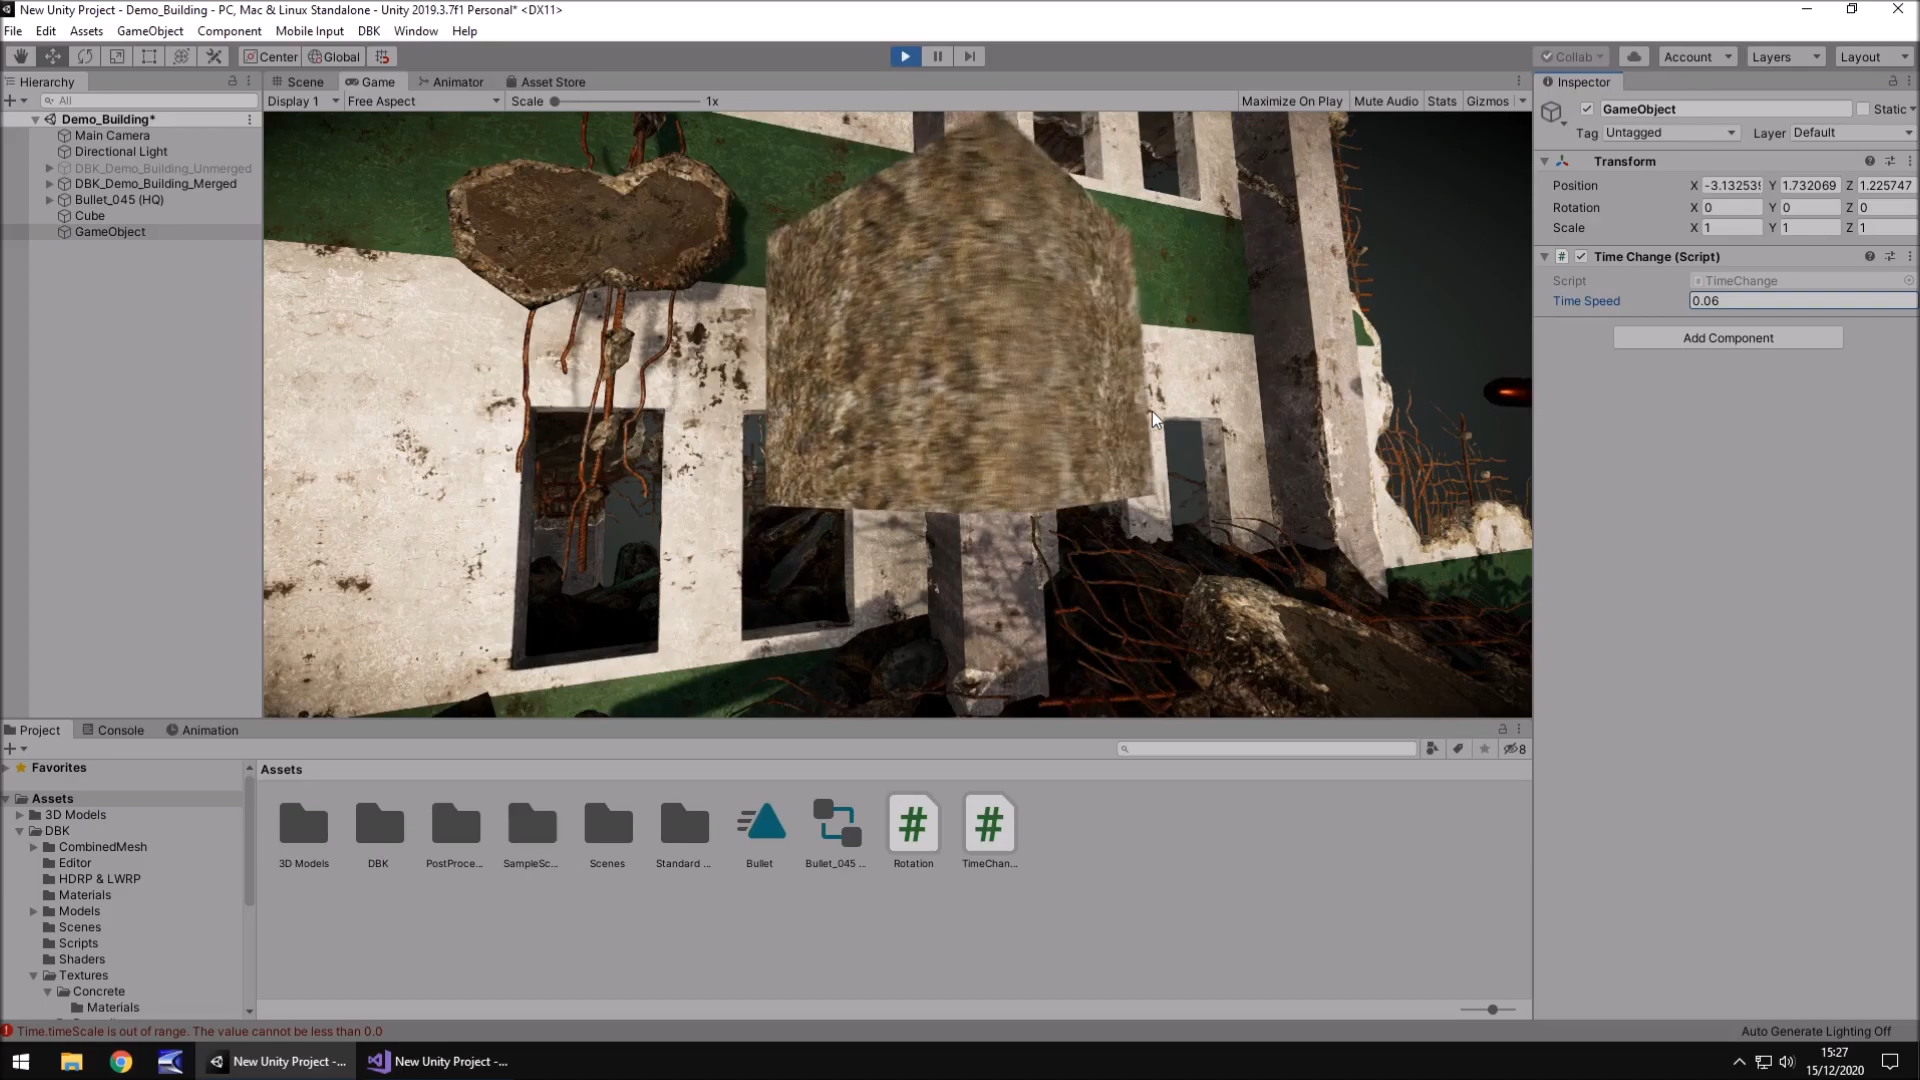 New Unity Project - Demo_Building - PC, Mac & Linux Standalone - Unity 2019.3.7f1 Personal* <DX11>
File Edit Assets GameObject Component Mobile Input DBK Window Help
Center Global Collab Account Layers Layout
Hierarchy
All
Demo_Building*
Main Camera
Directional Light
DBK_Demo_Building_Unmerged
DBK_Demo_Building_Merged
Bullet_045 (HQ)
Cube
GameObject
Scene Game Animator Asset Store
Display 1 Free Aspect Scale 1x Maximize On Play Mute Audio Stats Gizmos
Inspector
GameObject Static
Tag Untagged Layer Default
Transform
Position X -3.13253 Y 1.732069 Z 1.225747
Rotation X 0 Y 0 Z 0
Scale X 1 Y 1 Z 1
Time Change (Script)
Script TimeChange
Time Speed 0.06
Add Component
Project Console Animation
8
Favorites
Assets
3D Models
DBK
CombinedMesh
Editor
HDRP & LWRP
Materials
Models
Scenes
Scripts
Shaders
Textures
Concrete
Materials
Assets
3D Models DBK PostProce... SampleSc... Scenes Standard ... Bullet Bullet_045 ... Rotation TimeChan...
Time.timeScale is out of range. The value cannot be less than 0.0
Auto Generate Lighting Off
New Unity Project -... New Unity Project -...
15:27
15/12/2020